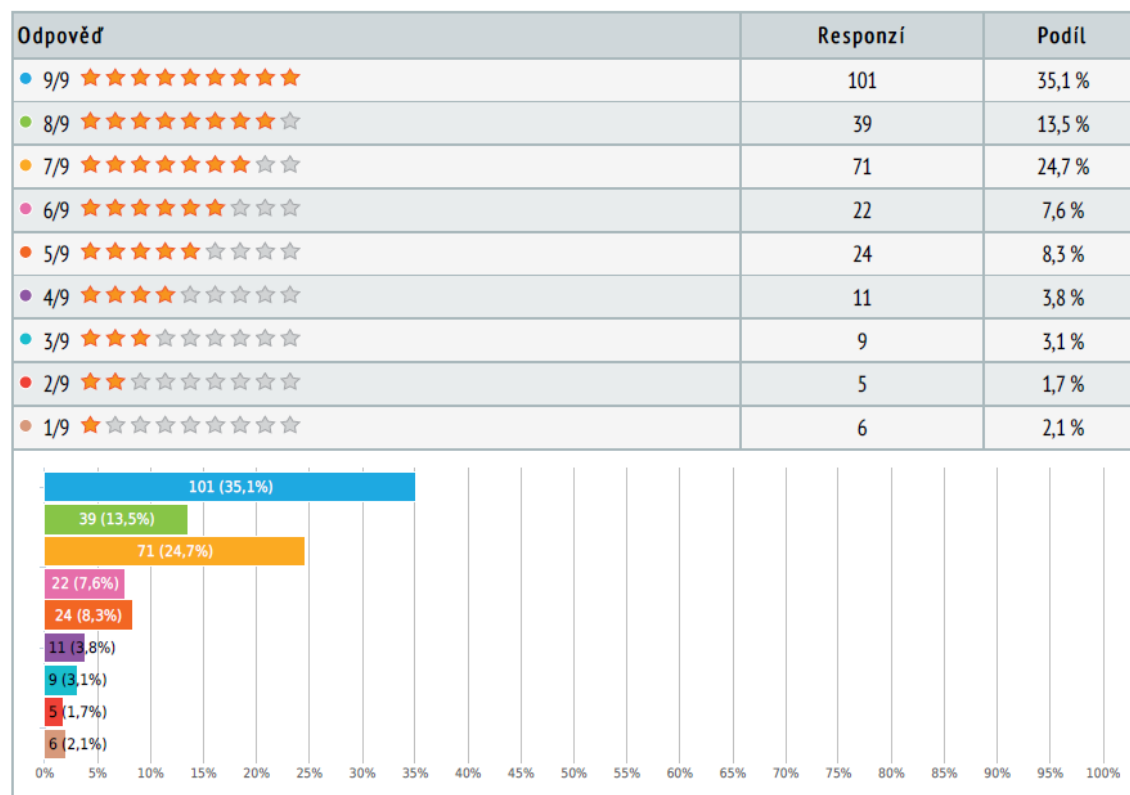 Odpověď Responzí Podíl
9/9 101 35,1 %
8/9 39 13,5 %
7/9 71 24,7 %
6/9 22 7,6 %
5/9 24 8,3 %
4/9 11 3,8 %
3/9 9 3,1 %
2/9 5 1,7 %
1/9 6 2,1 %
101 (35,1%)
39 (13,5%)
71 (24,7%)
22 (7,6%)
24 (8,3%)
11 (3,8%)
9 (3,1%)
5 (1,7%)
6 (2,1%)
0% 5% 10% 15% 20% 25% 30% 35% 40% 45% 50% 55% 60% 65% 70% 75% 80% 85% 90% 95% 100%